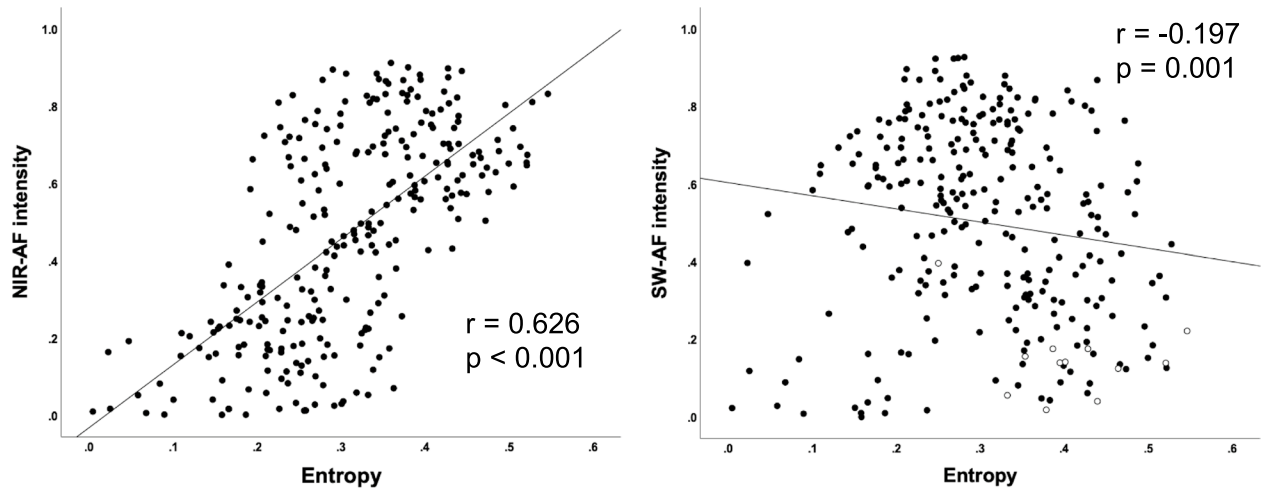 1.0
.8
.6
.4
.2
.0
NIR-AF intensity
r = 0.626
p < 0.001
.0 .1 .2 .3 .4 .5 .6
Entropy
1.0
.8
.6
.4
.2
.0
SW-AF intensity
r = -0.197
p = 0.001
.0 .1 .2 .3 .4 .5 .6
Entropy